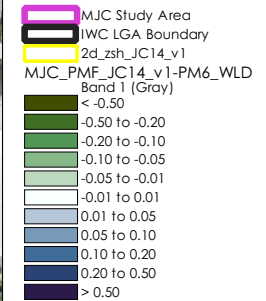 MJC Study Area
IWC LGA Boundary
2d_zsh_JC14_v1
MJC_PMF_JC14_v1-PM6_WLD
Band 1 (Gray)
< -0.50
-0.50 to -0.20
-0.20 to -0.10
-0.10 to -0.05
-0.05 to -0.01
-0.01 to 0.01
0.01 to 0.05
0.05 to 0.10
0.10 to 0.20
0.20 to 0.50
> 0.50